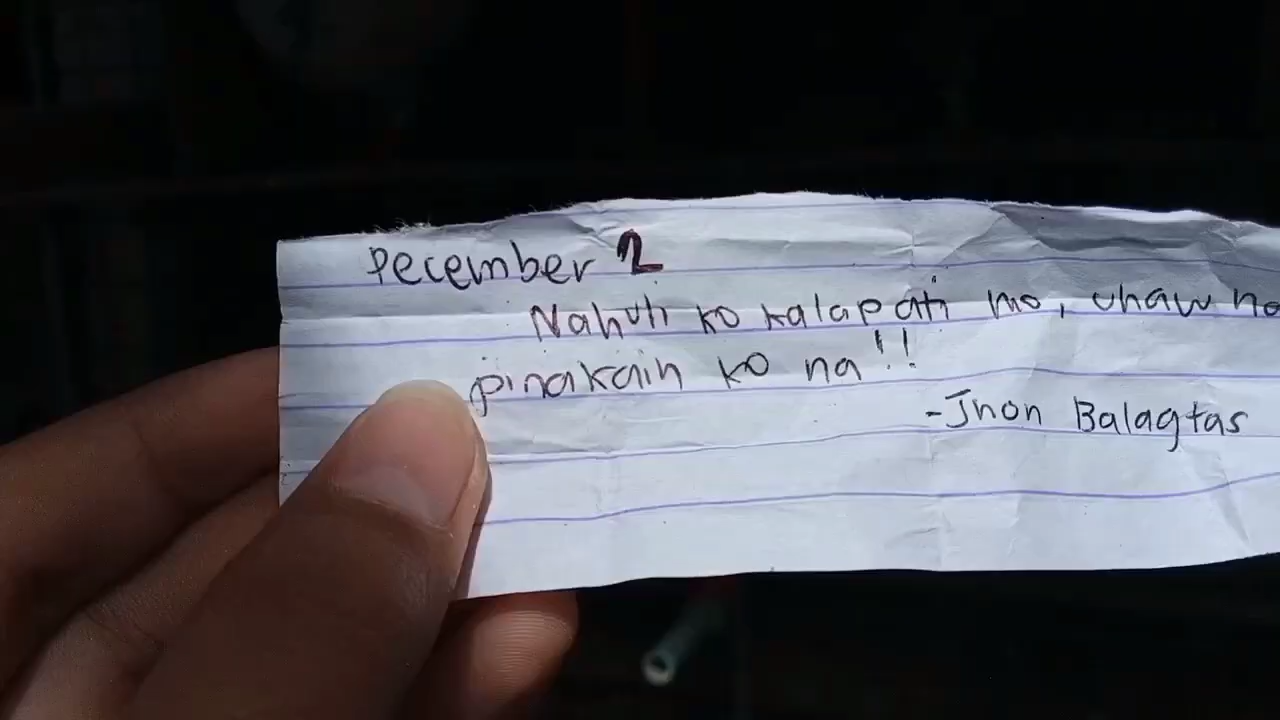 December 2
Nahuli ko kalapati mo, uhaw na
pinakain ko na!!
-Jhon Balagtas